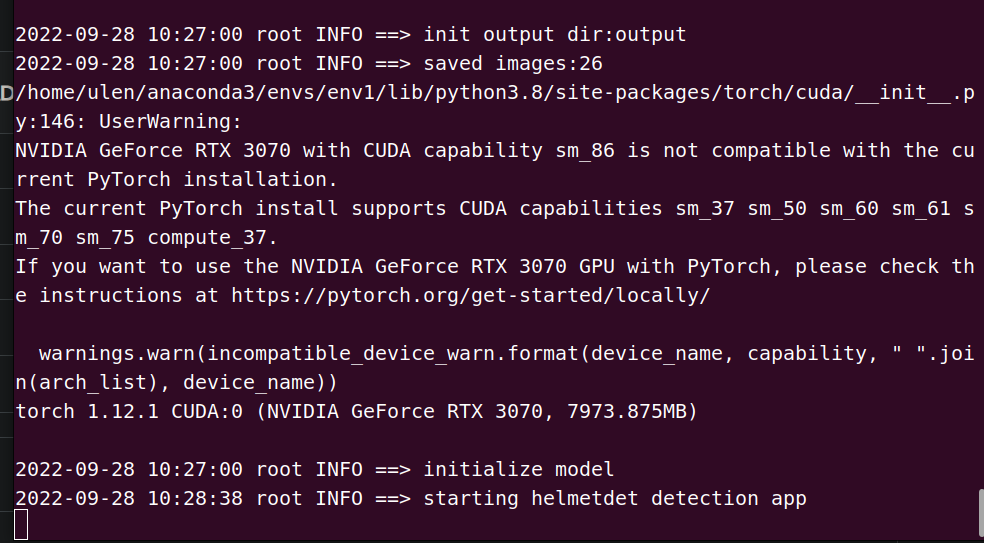 2022-09-28 10:27:00 root INFO ==> init output dir:output
2022-09-28 10:27:00 root INFO ==> saved images:26
D/home/ulen/anaconda3/envs/env1/lib/python3.8/site-packages/torch/cuda/__init__.p
y:146: UserWarning:
NVIDIA GeForce RTX 3070 with CUDA capability sm_86 is not compatible with the cu
rrent PyTorch installation.
The current PyTorch install supports CUDA capabilities sm_37 sm_50 sm_60 sm_61 s
m_70 sm_75 compute_37.
If you want to use the NVIDIA GeForce RTX 3070 GPU with PyTorch, please check th
e instructions at https://pytorch.org/get-started/locally/
  warnings.warn(incompatible_device_warn.format(device_name, capability, " ".joi
n(arch_list), device_name))
torch 1.12.1 CUDA:0 (NVIDIA GeForce RTX 3070, 7973.875MB)
2022-09-28 10:27:00 root INFO ==> initialize model
2022-09-28 10:28:38 root INFO ==> starting helmetdet detection app